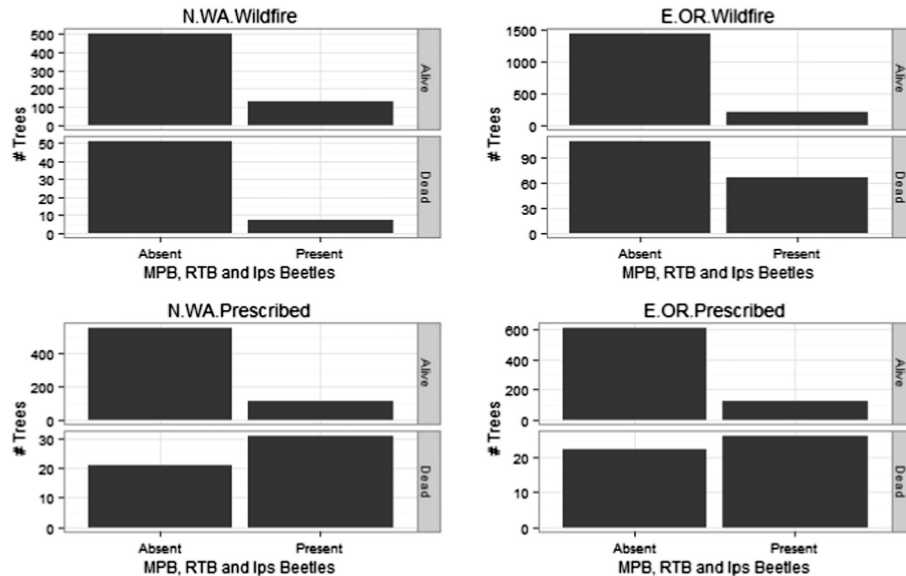 N.WA.Wildfire
# Trees
500
400
300
200
100
0
Alive
50
40
30
20
10
0
Dead
Absent Present
MPB, RTB and Ips Beetles
E.OR.Wildfire
# Trees
1500
1000
500
0
Alive
90
60
30
0
Dead
Absent Present
MPB, RTB and Ips Beetles
N.WA.Prescribed
# Trees
400
200
0
Alive
30
20
10
0
Dead
Absent Present
MPB, RTB and Ips Beetles
E.OR.Prescribed
# Trees
600
400
200
0
Alive
20
10
0
Dead
Absent Present
MPB, RTB and Ips Beetles